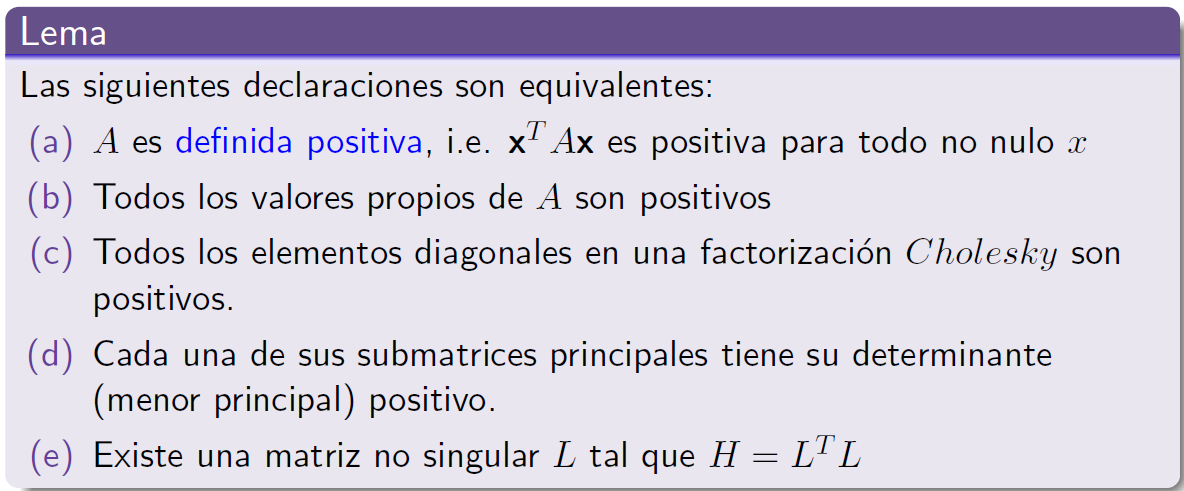 Lema
Las siguientes declaraciones son equivalentes:
(a) A es definida positiva, i.e. x^T Ax es positiva para todo no nulo x
(b) Todos los valores propios de A son positivos
(c) Todos los elementos diagonales en una factorización Cholesky son
positivos.
(d) Cada una de sus submatrices principales tiene su determinante
(menor principal) positivo.
(e) Existe una matriz no singular L tal que H = L^T L